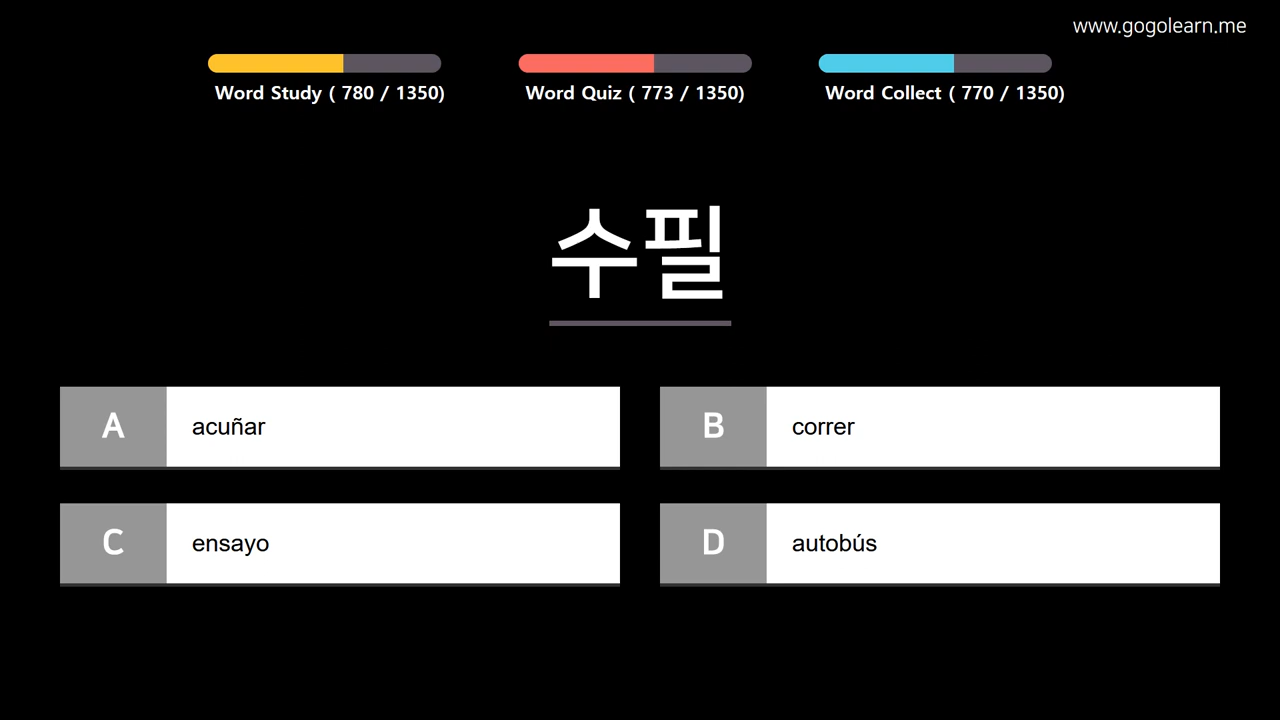 www.gogolearn.me
Word Study ( 780 / 1350)
Word Quiz ( 773 / 1350)
Word Collect ( 770 / 1350)
수필
A
acuñar
B
correr
C
ensayo
D
autobús